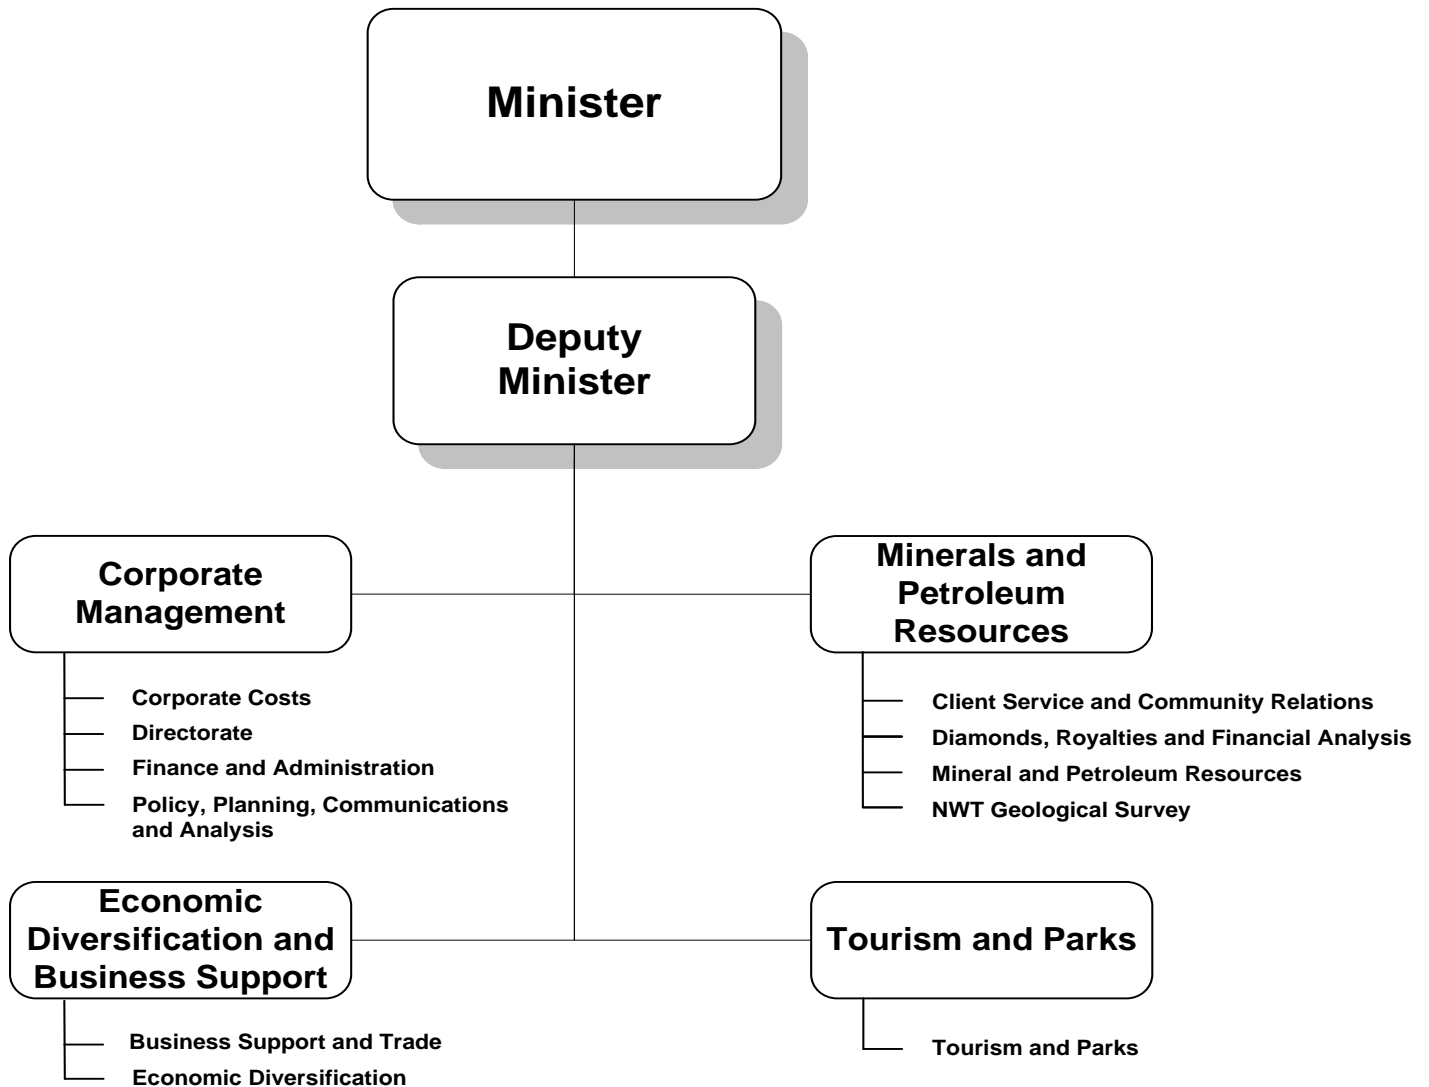 Minister
Deputy
Minister
Corporate
Management
Corporate Costs
Directorate
Finance and Administration
Policy, Planning, Communications
and Analysis
Minerals and
Petroleum
Resources
Client Service and Community Relations
Diamonds, Royalties and Financial Analysis
Mineral and Petroleum Resources
NWT Geological Survey
Economic
Diversification and
Business Support
Business Support and Trade
Economic Diversification
Tourism and Parks
Tourism and Parks